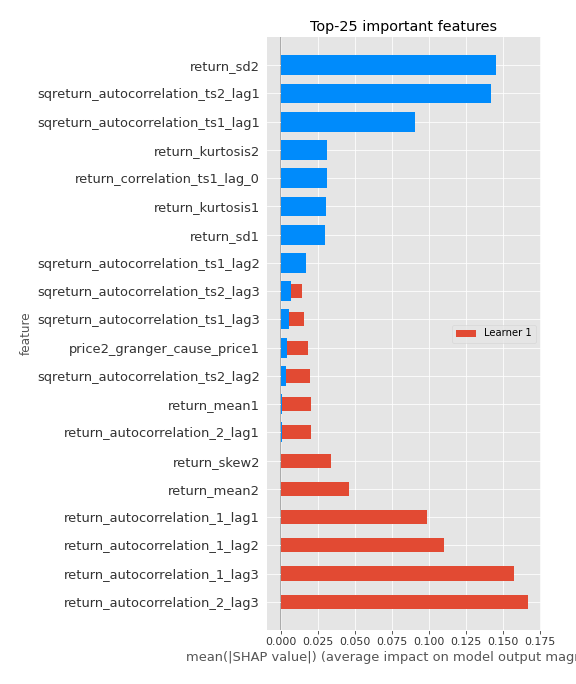 Top-25 important features
return_sd2
sqreturn_autocorrelation_ts2_lag1
sqreturn_autocorrelation_ts1_lag1
return_kurtosis2
return_correlation_ts1_lag_0
return_kurtosis1
return_sd1
sqreturn_autocorrelation_ts1_lag2
sqreturn_autocorrelation_ts2_lag3
sqreturn_autocorrelation_ts1_lag3
price2_granger_cause_price1
sqreturn_autocorrelation_ts2_lag2
return_mean1
return_autocorrelation_2_lag1
return_skew2
return_mean2
return_autocorrelation_1_lag1
return_autocorrelation_1_lag2
return_autocorrelation_1_lag3
return_autocorrelation_2_lag3
feature
Learner 1
0.000 0.025 0.050 0.075 0.100 0.125 0.150 0.175
mean(|SHAP value|) (average impact on model output magn